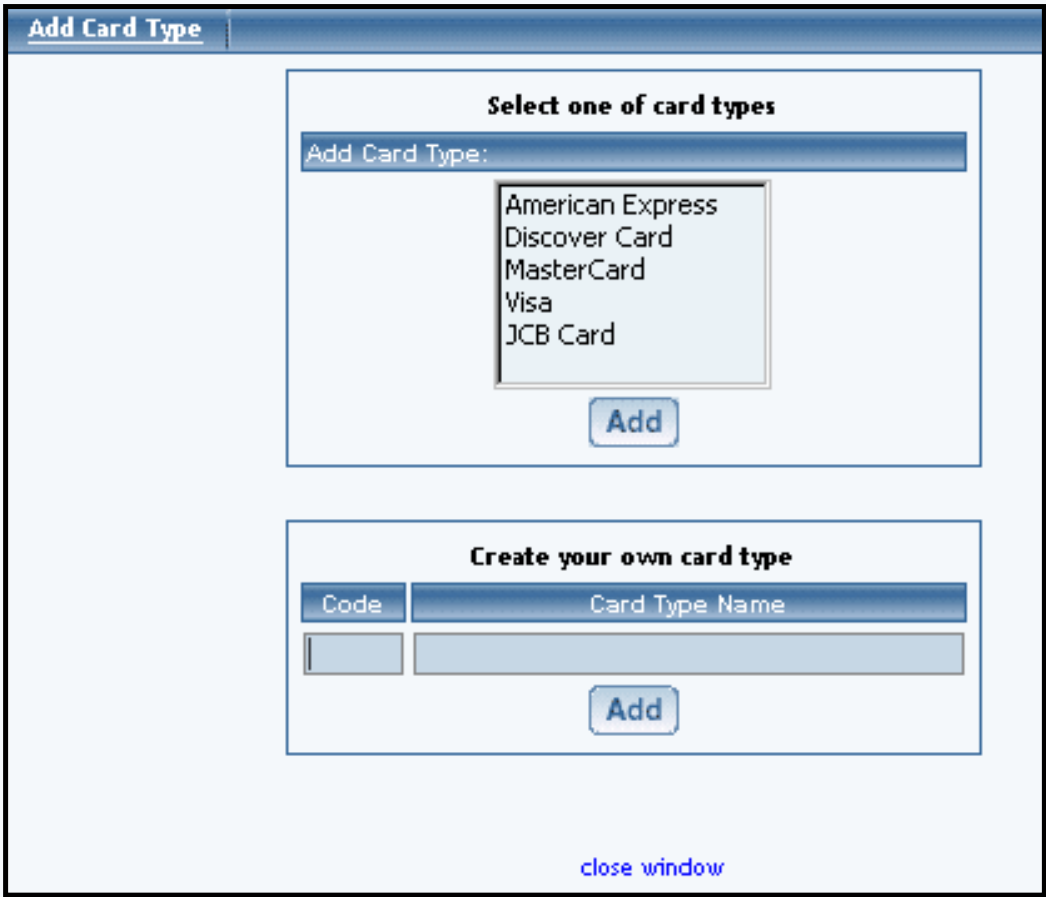 Add Card Type
Select one of card types
Add Card Type:
American Express
Discover Card
MasterCard
Visa
JCB Card
Add
Create your own card type
Code Card Type Name
Add
close window